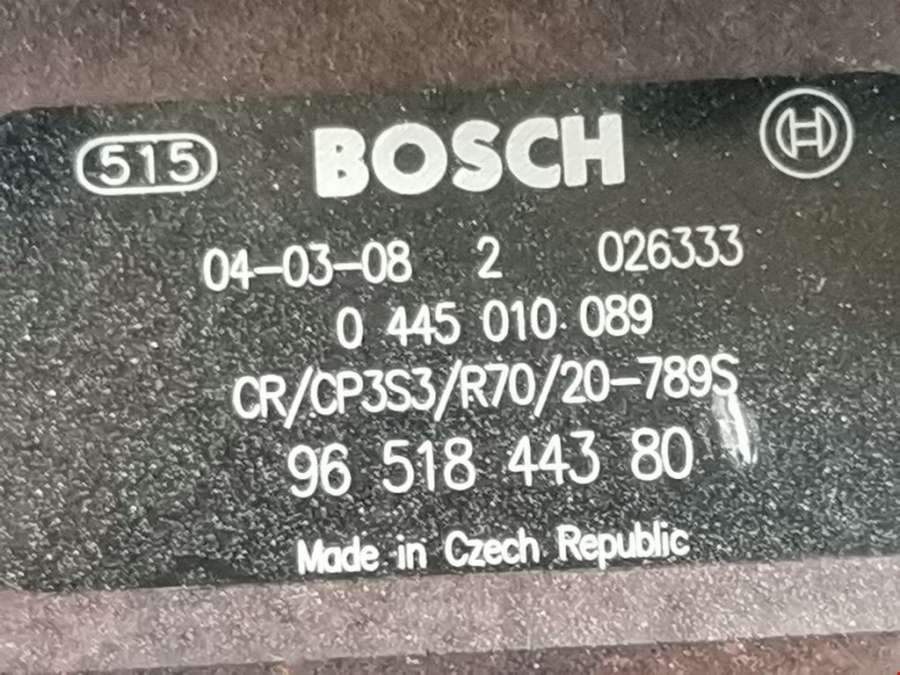 515 BOSCH
04-03-08 2 026333
0 445 010 089
CR/CP3S3/R70/20-789S
96 518 443 80
Made in Czech Republic